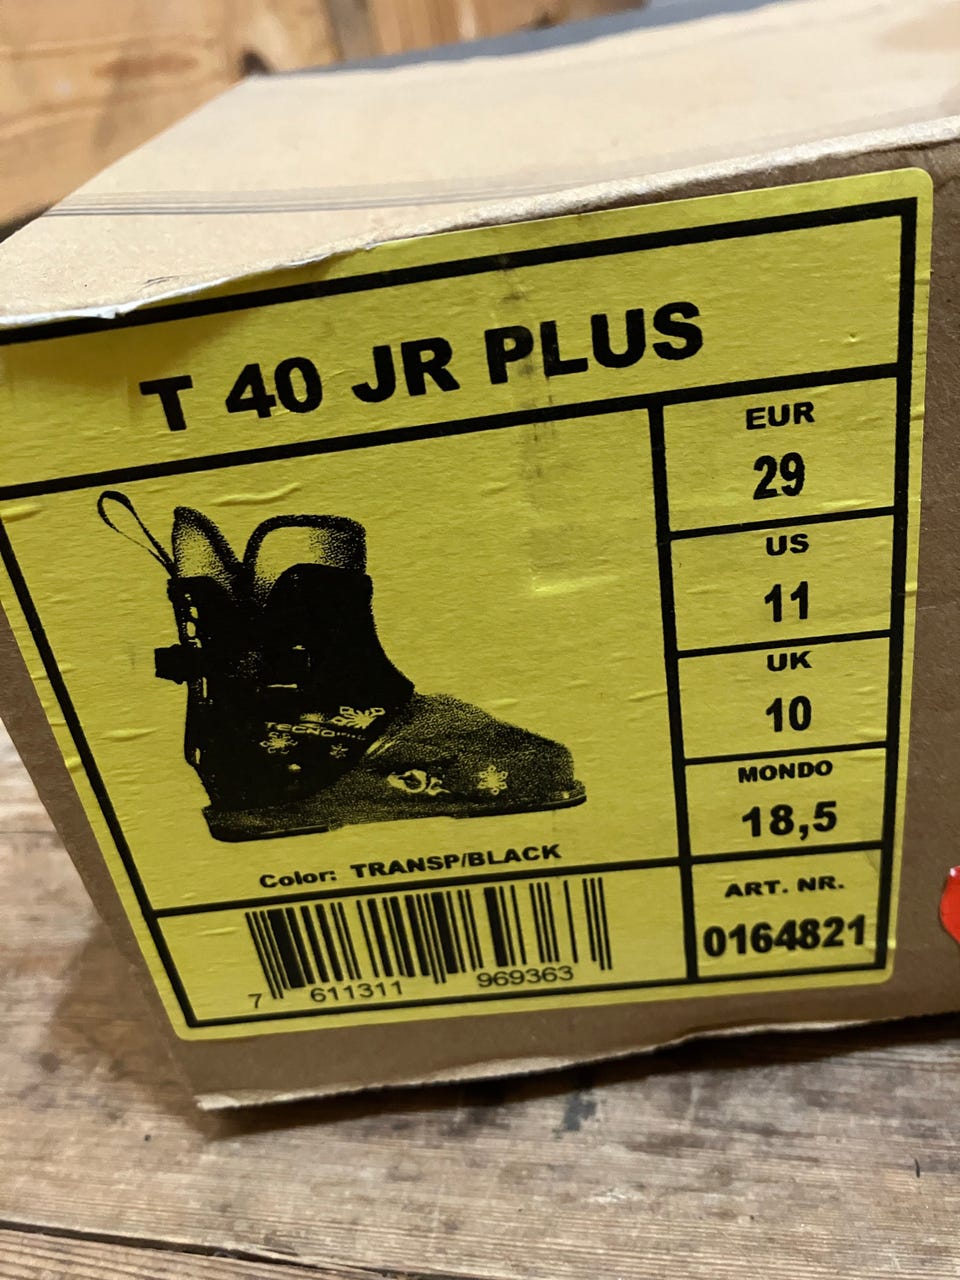 T 40 JR PLUS
EUR
29
US
11
UK
10
MONDO
18,5
TECNO
Color: TRANSP/BLACK
ART. NR.
0164821
7 611311 969363